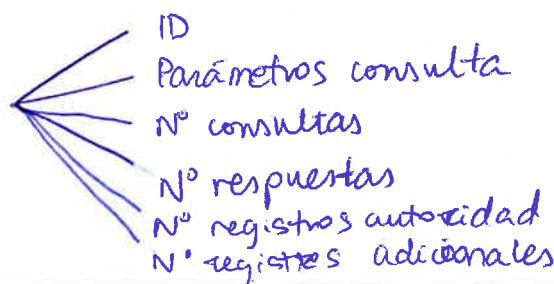 ID
Parámetros consulta
Nº consultas
Nº respuestas
Nº registros autoridad
Nº registros adicionales